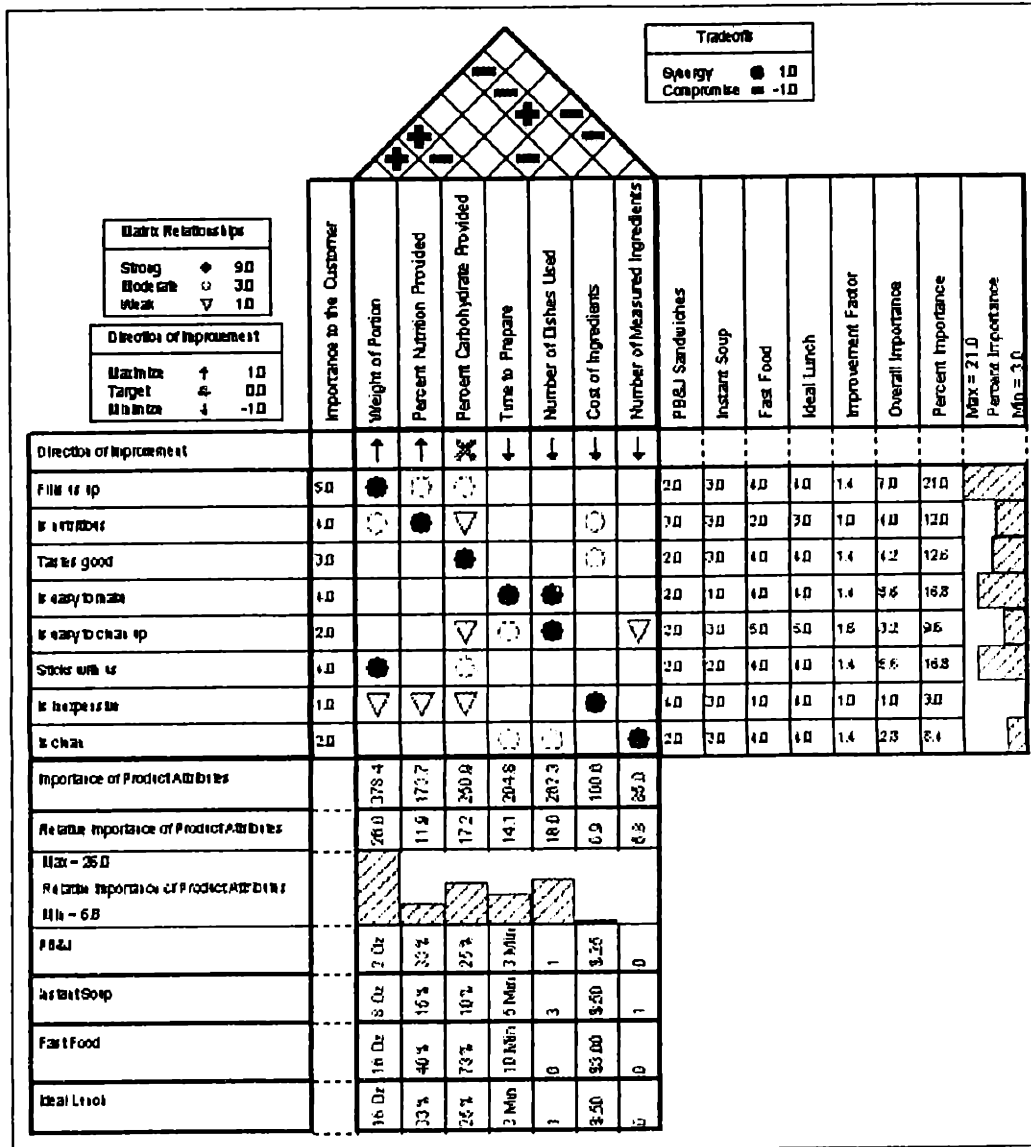 Tradeoffs
Synergy 1.0
Compromise -1.0
Matrix Relationships
Strong 9.0
Moderate 3.0
Weak 1.0
Direction of Improvement
Maximize 1.0
Target 0.0
Minimize -1.0
Importance to the Customer
Weight of Portion
Percent Nutrition Provided
Percent Carbohydrate Provided
Time to Prepare
Number of Dishes Used
Cost of Ingredients
Number of Measured Ingredients
PB&J Sandwiches
Instant Soup
Fast Food
Ideal Lunch
Improvement Factor
Overall Importance
Percent Importance
Max = 21.0
Percent Importance
Min = 3.0
Direction of Improvement
Fills us up 5.0 2.0 3.0 4.0 4.0 1.4 7.0 21.0
Is nutritious 4.0 3.0 3.0 2.0 3.0 1.0 4.0 12.0
Tastes good 3.0 2.0 3.0 4.0 4.0 1.4 4.2 12.6
Is easy to make 4.0 2.0 1.0 4.0 4.0 1.4 5.6 16.8
Is easy to clean up 2.0 2.0 3.0 5.0 5.0 1.6 3.2 9.6
Sticks with us 4.0 2.0 2.0 4.0 4.0 1.4 5.6 16.8
Is inexpensive 1.0 4.0 3.0 1.0 4.0 1.0 1.0 3.0
Is clean 2.0 2.0 3.0 4.0 4.0 1.4 2.8 8.4
Importance of Product Attributes 378.4 173.7 250.9 204.8 100.0
Relative Importance of Product Attributes 26.0 11.9 17.2 14.1 18.0 6.9
Max = 26.0
Relative Importance of Product Attributes
Min = 6.8
PB&J 33% 25% 3 Min 1 $.25 0
Instant Soup 8 Oz 15% 10% 5 Min 3 $.50 1
Fast Food 16 Oz 40% 73% 10 Min 0 $3.00 0
Ideal Lunch 16 Oz 33% 25% 3 Min $.50 0